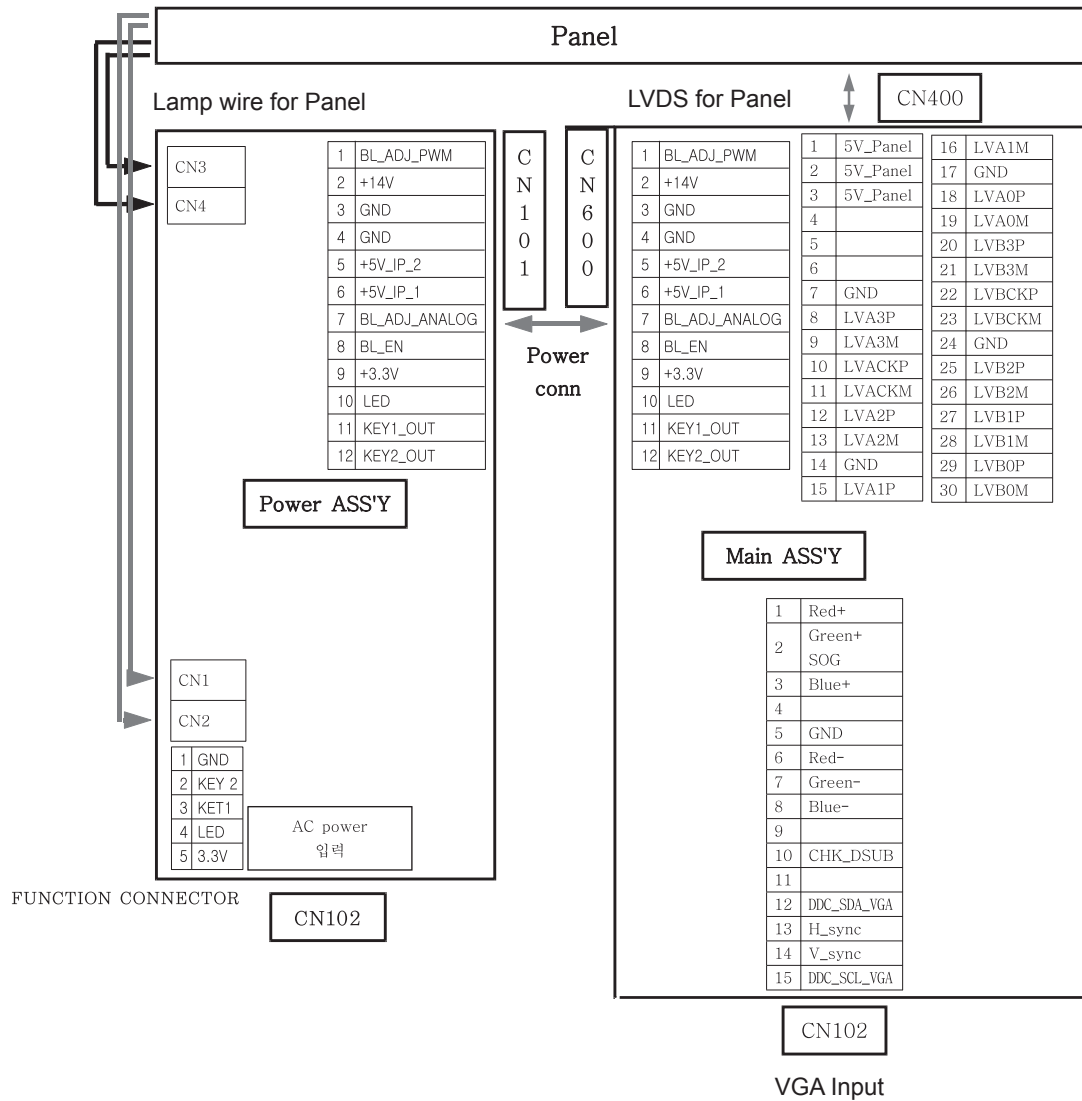 Panel
Lamp wire for Panel
LVDS for Panel
CN400
CN3
CN4
1 BL_ADJ_PWM
2 +14V
3 GND
4 GND
5 +5V_IP_2
6 +5V_IP_1
7 BL_ADJ_ANALOG
8 BL_EN
9 +3.3V
10 LED
11 KEY1_OUT
12 KEY2_OUT
C
N
1
0
1
C
N
6
0
0
Power
conn
1 BL_ADJ_PWM
2 +14V
3 GND
4 GND
5 +5V_IP_2
6 +5V_IP_1
7 BL_ADJ_ANALOG
8 BL_EN
9 +3.3V
10 LED
11 KEY1_OUT
12 KEY2_OUT
1 5V_Panel
2 5V_Panel
3 5V_Panel
4
5
6
7 GND
8 LVA3P
9 LVA3M
10 LVACKP
11 LVACKM
12 LVA2P
13 LVA2M
14 GND
15 LVA1P
16 LVA1M
17 GND
18 LVA0P
19 LVA0M
20 LVB3P
21 LVB3M
22 LVBCKP
23 LVBCKM
24 GND
25 LVB2P
26 LVB2M
27 LVB1P
28 LVB1M
29 LVB0P
30 LVB0M
Power ASS'Y
Main ASS'Y
CN1
CN2
1 GND
2 KEY 2
3 KET1
4 LED
5 3.3V
AC power
입력
FUNCTION CONNECTOR
CN102
1 Red+
2 Green+
SOG
3 Blue+
4
5 GND
6 Red-
7 Green-
8 Blue-
9
10 CHK_DSUB
11
12 DDC_SDA_VGA
13 H_sync
14 V_sync
15 DDC_SCL_VGA
CN102
VGA Input